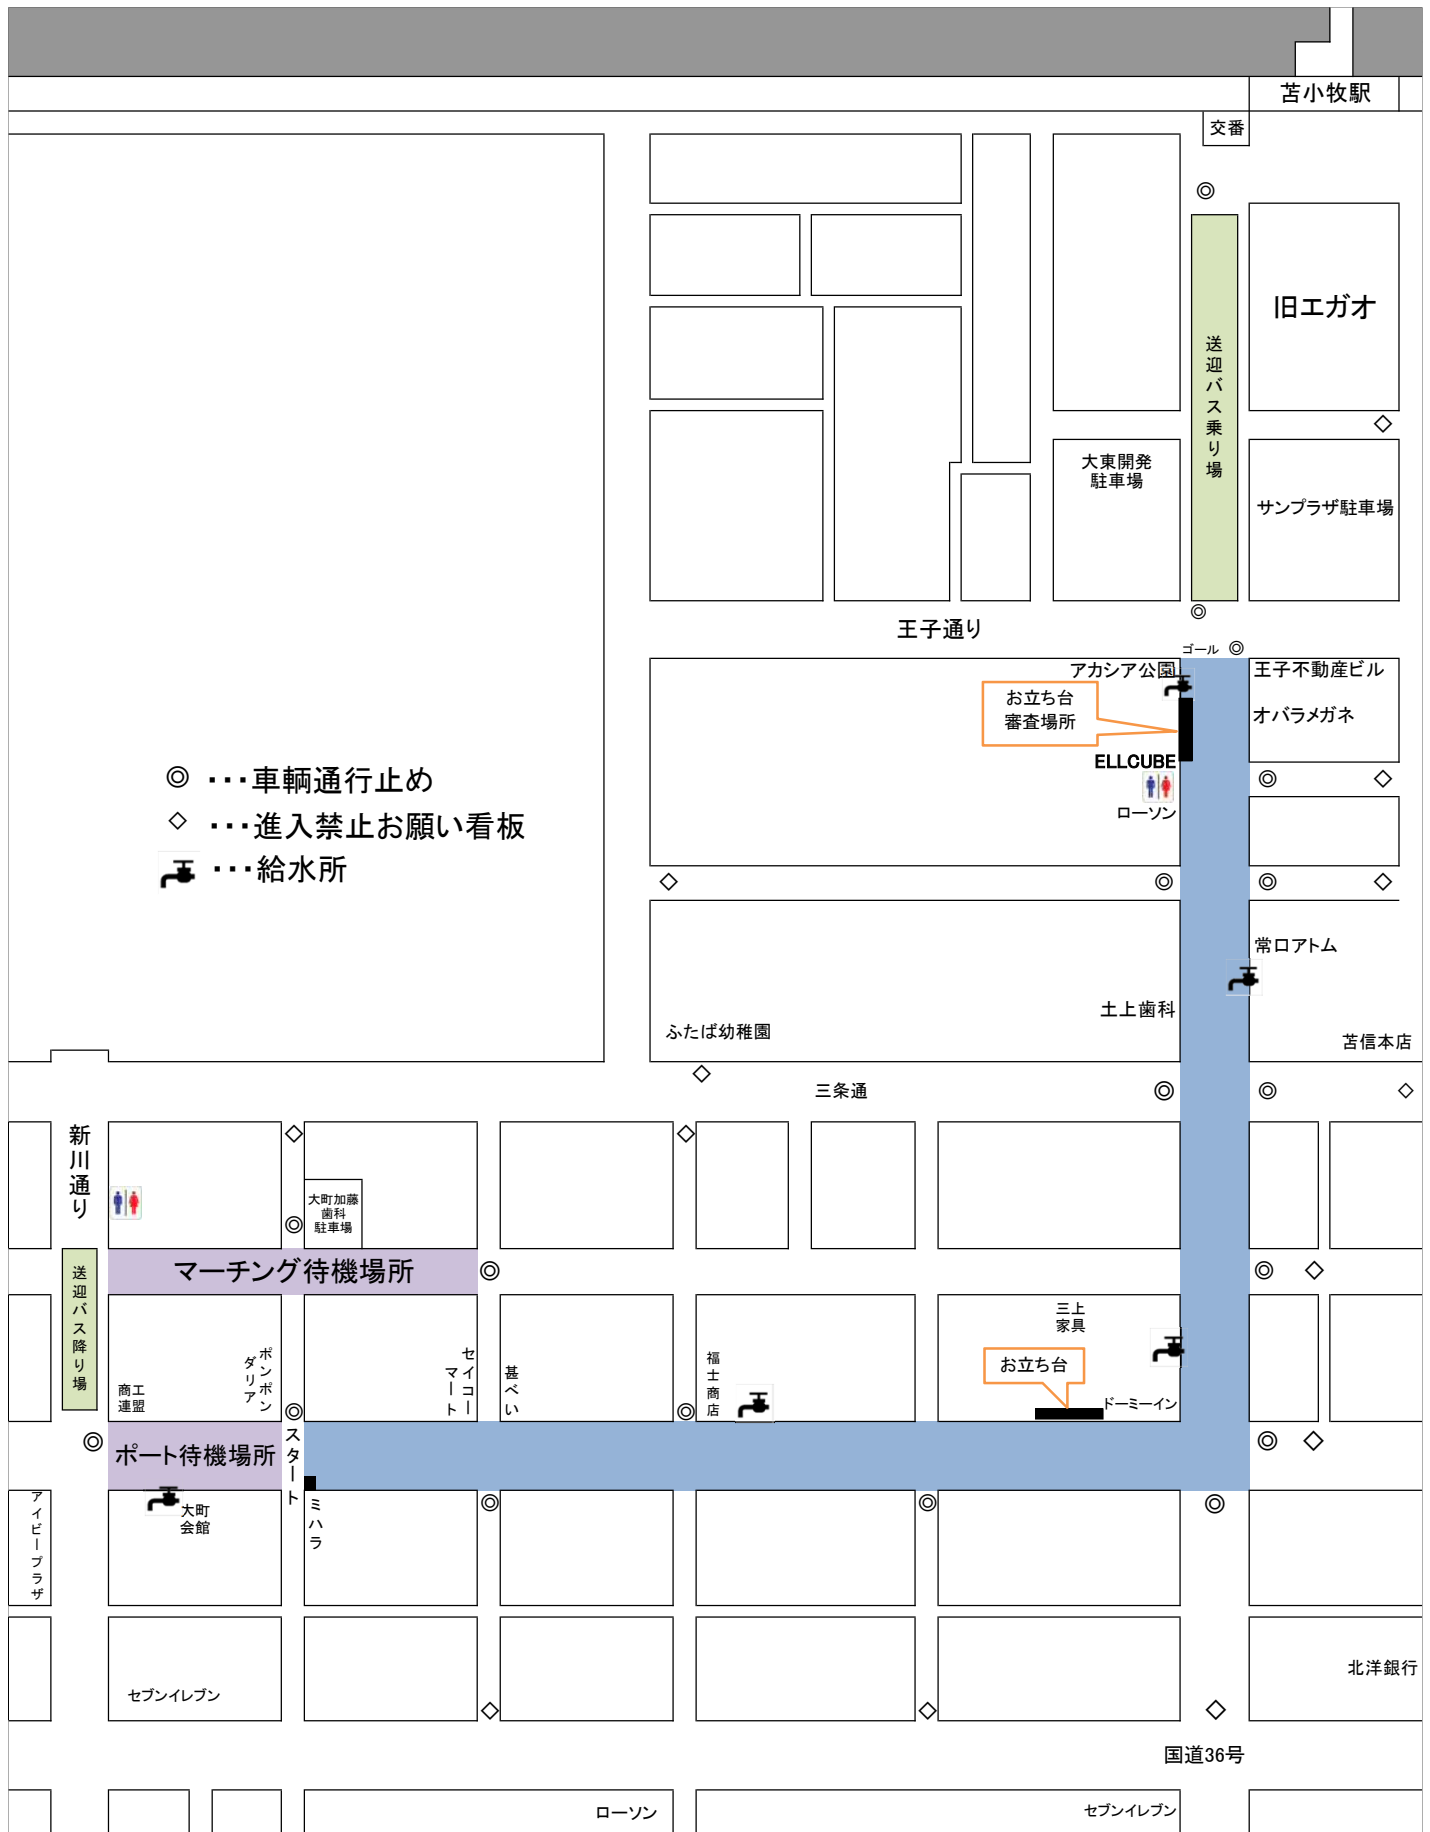 苫小牧駅
交番
旧エガオ
送迎バス乗り場
大東開発
駐車場
サンプラザ駐車場
王子通り
ゴール ◎
アカシア公園
王子不動産ビル
お立ち台
審査場所
オバラメガネ
ELLCUBE
ローソン
◎ ･･･車輌通行止め
◇ ･･･進入禁止お願い看板
･･･給水所
常口アトム
土上歯科
ふたば幼稚園
苫信本店
三条通
新川通り
大町加藤
歯科
駐車場
マーチング待機場所
送迎バス降り場
三上
家具
お立ち台
ドーミーイン
商工
連盟
ポンポン
ダリア
セイコー
マート
甚べい
福士商店
ポート待機場所
スタート
ミハラ
大町
会館
アイビープラザ
セブンイレブン
北洋銀行
国道36号
ローソン
セブンイレブン